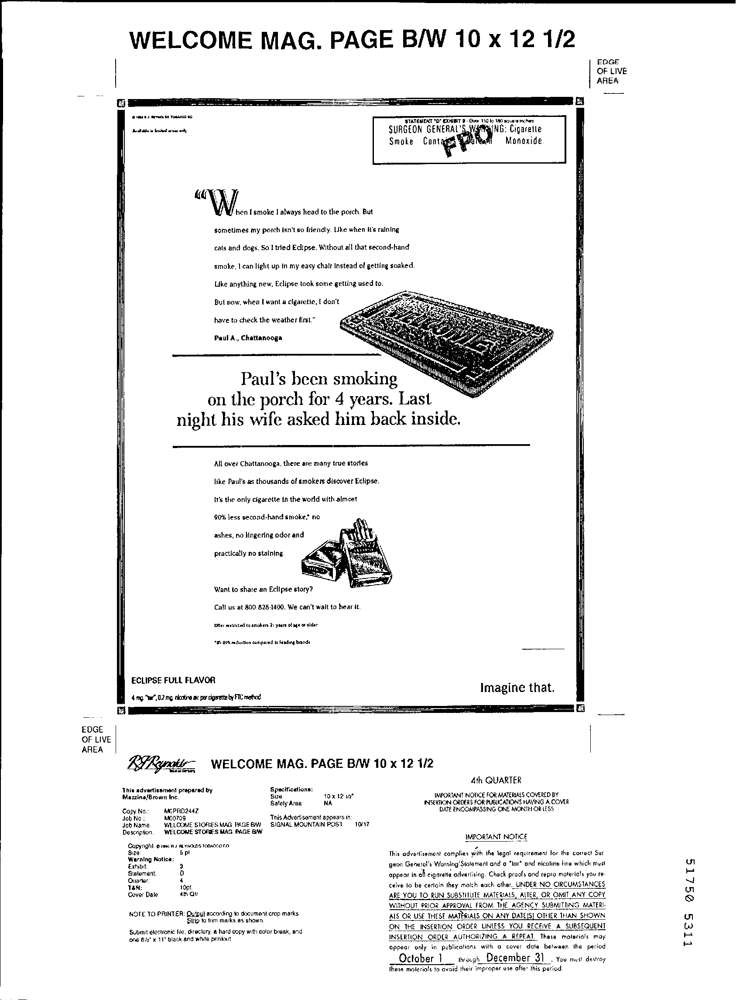 WELCOME MAG. PAGE B/W 10 x 12 1/2
EDGE
OF LIVE
AREA
Available in limited areas only
STATEMENT "D" EXHIBIT 3 - Over 110 to 180 square inches
SURGEON GENERAL'S WARNING: Cigarette
Smoke Contains Carbon Monoxide
FPO
““When I smoke I always head to the porch. But
sometimes my porch isn't so friendly. Like when it's raining
cats and dogs. So I tried Eclipse. Without all that second-hand
smoke, I can light up in my easy chair instead of getting soaked.
Like anything new, Eclipse took some getting used to.
But now, when I want a cigarette, I don't
have to check the weather first."
Paul A., Chattanooga
WELCOME
Paul's been smoking
on the porch for 4 years. Last
night his wife asked him back inside.
All over Chattanooga, there are many true stories
like Paul's as thousands of smokers discover Eclipse.
It's the only cigarette in the world with almost
90% less second-hand smoke,* no
ashes, no lingering odor and
practically no staining
Want to share an Eclipse story?
Call us at 800-828-1400. We can't wait to hear it.
Offer restricted to smokers 21 years of age or older
reduction compared to leading brands
ECLIPSE FULL FLAVOR
4 mg. "tar", 0.2 mg. nicotine av. per cigarette by FTC method
Imagine that.
EDGE
OF LIVE
AREA
RJReynolds
WELCOME MAG. PAGE B/W 10 x 12 1/2
This advertisement prepared by
Mezzina/Brown Inc.
Copy No.: MCPRD244Z
Job No.: M00709
Job Name: WELCOME STORIES MAG. PAGE B/W
Description: WELCOME STORIES MAG. PAGE B/W
Specifications:
Size: 10 x 12 1/2"
Safety Area: NA
This Advertisement appears in:
SIGNAL MOUNTAIN POST 10/17
Copyright: R.J. REYNOLDS TOBACCO CO.
Size: 5 pt
Warning Notice:
Exhibit: 3
Statement: D
Quarter: 4
T&N: 10pt.
Cover Date 4th Qtr
NOTE TO PRINTER: Output according to document crop marks
Strip to trim marks as shown.
Submit electronic file, directory, a hard copy with color break, and
one 8½" x 11" black and white printout
4th QUARTER
IMPORTANT NOTICE FOR MATERIALS COVERED BY
INSERTION ORDERS FOR PUBLICATIONS HAVING A COVER
DATE ENCOMPASSING ONE MONTH OR LESS
IMPORTANT NOTICE
This advertisement complies with the legal requirement for the correct Sur-
geon General's Warning Statement and a "tar" and nicotine line which must
appear in all cigarette advertising. Check proofs and repro materials you re-
ceive to be certain they match each other. UNDER NO CIRCUMSTANCES
ARE YOU TO RUN SUBSTITUTE MATERIALS, ALTER, OR OMIT ANY COPY
WITHOUT PRIOR APPROVAL FROM THE AGENCY SUBMITTING MATERI-
ALS OR USE THESE MATERIALS ON ANY DATE(S) OTHER THAN SHOWN
ON THE INSERTION ORDER UNLESS YOU RECEIVE A SUBSEQUENT
INSERTION ORDER AUTHORIZING A REPEAT. These materials may
appear only in publications with a cover date between the period
October 1 through December 31. You must destroy
these materials to avoid their improper use after this period.
51750 5311